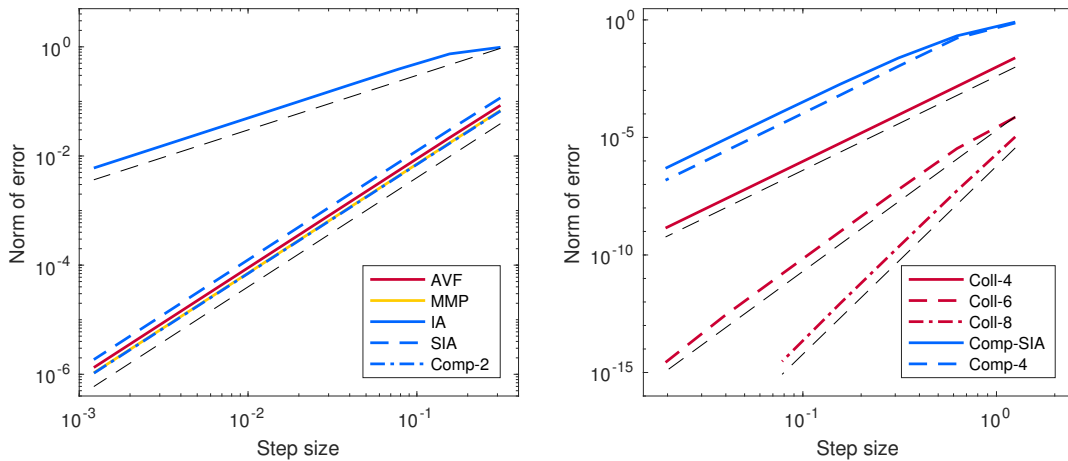 10^0
10^-2
10^-4
10^-6
10^-3
10^-2
10^-1
Norm of error
Step size
AVF
MMP
IA
SIA
Comp-2
10^0
10^-5
10^-10
10^-15
10^-1
10^0
Norm of error
Step size
Coll-4
Coll-6
Coll-8
Comp-SIA
Comp-4